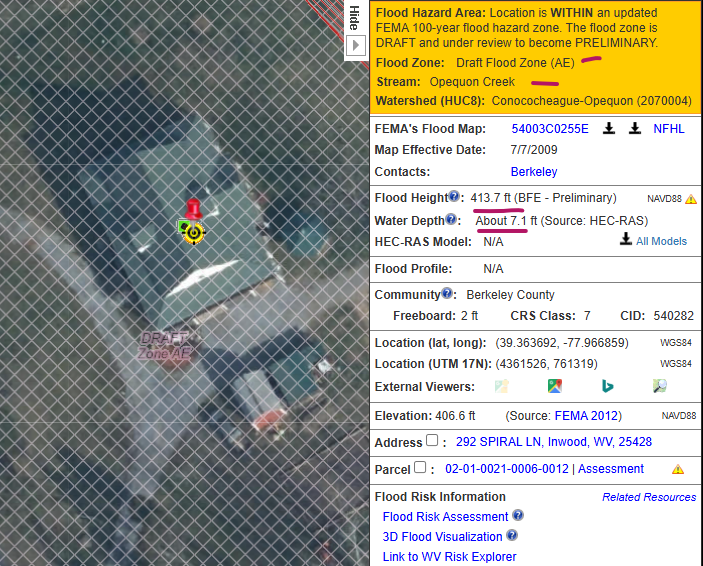 Hide
DRAFT
Zone AE
Flood Hazard Area: Location is WITHIN an updated
FEMA 100-year flood hazard zone. The flood zone is
DRAFT and under review to become PRELIMINARY.
Flood Zone: Draft Flood Zone (AE)
Stream: Opequon Creek
Watershed (HUC8): Conococheague-Opequon (2070004)
FEMA's Flood Map: 54003C0255E NFHL
Map Effective Date: 7/7/2009
Contacts: Berkeley
Flood Height?: 413.7 ft (BFE - Preliminary) NAVD88
Water Depth?: About 7.1 ft (Source: HEC-RAS)
HEC-RAS Model: N/A All Models
Flood Profile: N/A
Community?: Berkeley County
Freeboard: 2 ft CRS Class: 7 CID: 540282
Location (lat, long): (39.363692, -77.966859) WGS84
Location (UTM 17N): (4361526, 761319) WGS84
External Viewers:
Elevation: 406.6 ft (Source: FEMA 2012) NAVD88
Address : 292 SPIRAL LN, Inwood, WV, 25428
Parcel : 02-01-0021-0006-0012 | Assessment
Flood Risk Information Related Resources
Flood Risk Assessment ?
3D Flood Visualization ?
Link to WV Risk Explorer